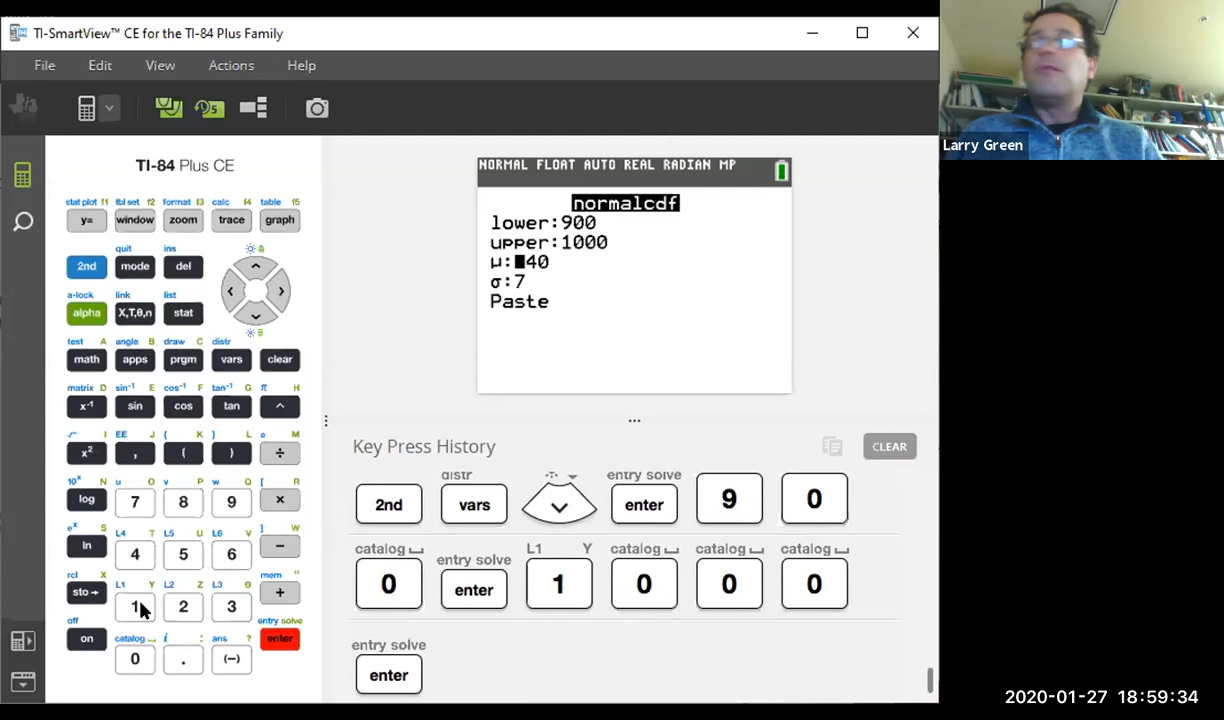 TI-SmartView™ CE for the TI-84 Plus Family
File Edit View Actions Help
TI-84 Plus CE
stat plot f1 tbl set f2 format f3 calc f4 table f5
y= window zoom trace graph
quit ins
2nd mode del
a-lock link list
alpha X,T,θ,n stat
test A angle B draw C distr
math apps prgm vars clear
matrix D sin⁻¹ E cos⁻¹ F tan⁻¹ G π H
x⁻¹ sin cos tan ^
√ I EE J { K } L e M
x² , ( ) ÷
10ˣ N u O v P w Q [ R
log 7 8 9 ×
eˣ S L4 T L5 U L6 V ] W
ln 4 5 6 −
rcl X L1 Y L2 Z L3 θ mem "
sto→ 1 2 3 +
off catalog ⎵ i : ans ? entry solve
on 0 . (−) enter
NORMAL FLOAT AUTO REAL RADIAN MP
normalcdf
lower:900
upper:1000
μ:40
σ:7
Paste
Key Press History
CLEAR
distr entry solve
2nd vars enter 9 0
catalog ⎵ entry solve L1 Y catalog ⎵ catalog ⎵ catalog ⎵
0 enter 1 0 0 0
entry solve
enter
Larry Green
2020-01-27 18:59:34